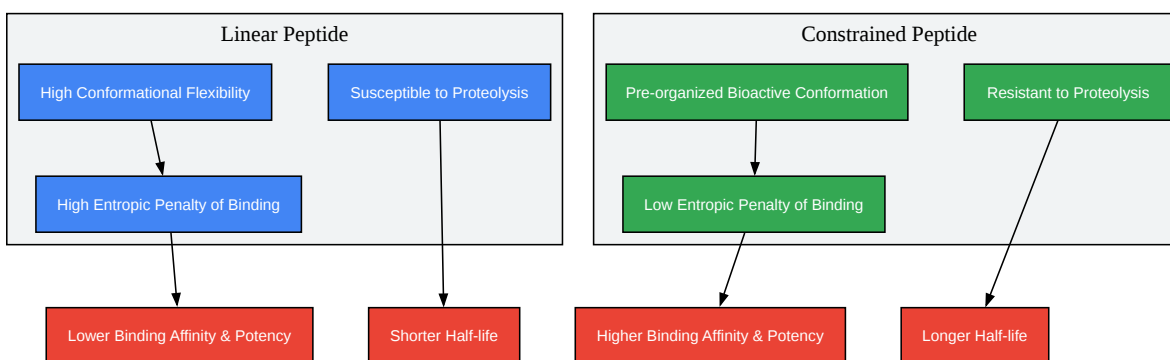 Linear Peptide
High Conformational Flexibility
Susceptible to Proteolysis
High Entropic Penalty of Binding
Lower Binding Affinity & Potency
Shorter Half-life
Constrained Peptide
Pre-organized Bioactive Conformation
Resistant to Proteolysis
Low Entropic Penalty of Binding
Higher Binding Affinity & Potency
Longer Half-life